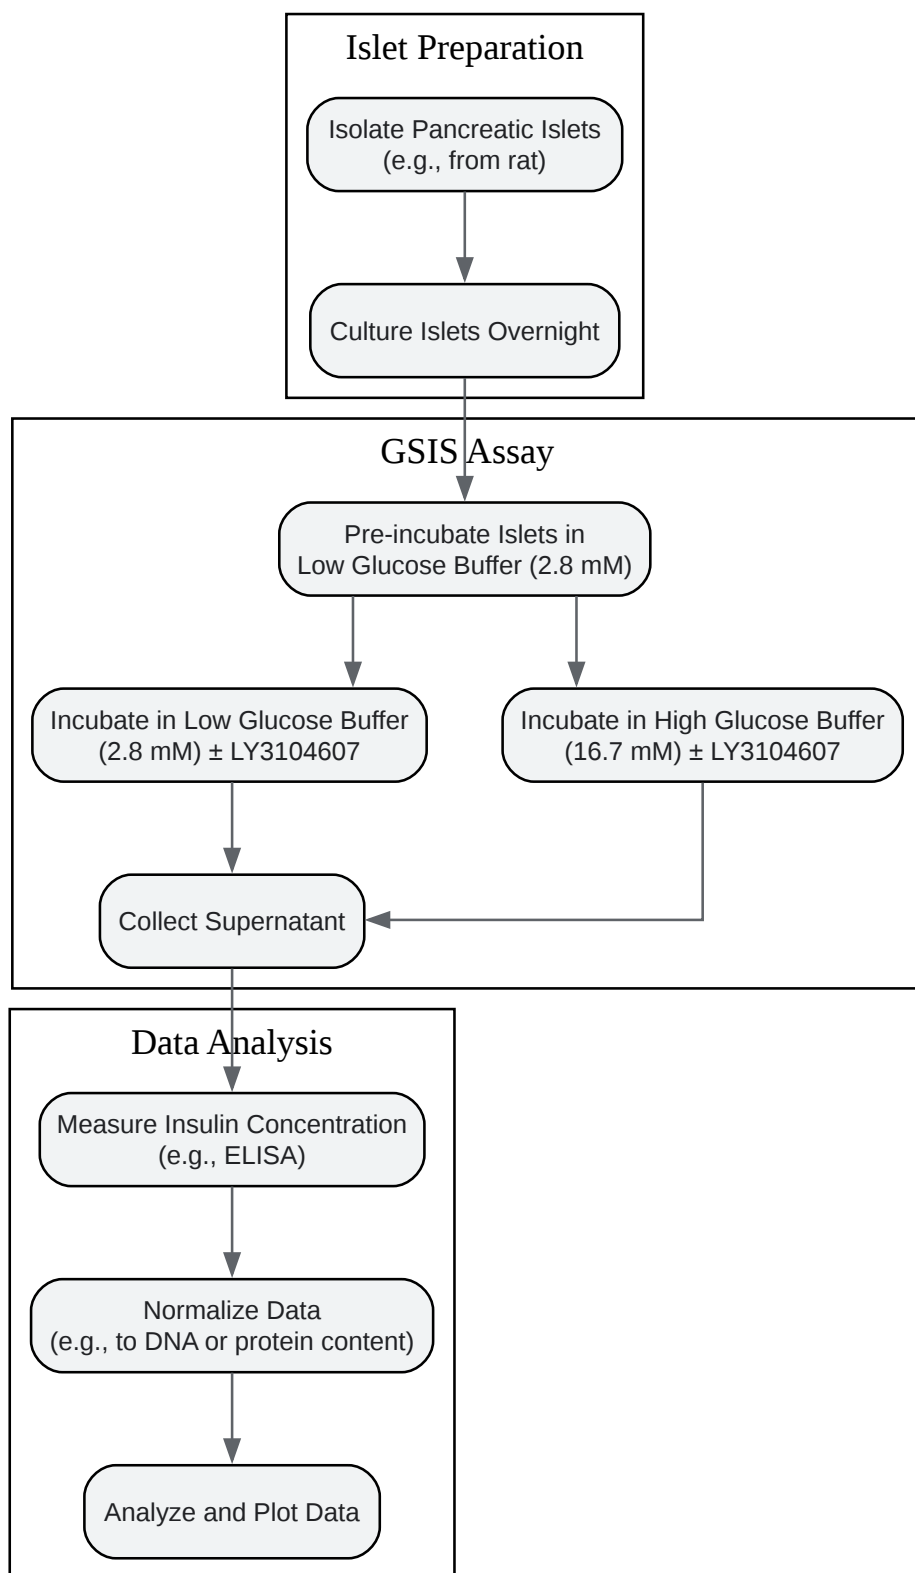 Islet Preparation
Isolate Pancreatic Islets
(e.g., from rat)
Culture Islets Overnight
GSIS Assay
Pre-incubate Islets in
Low Glucose Buffer (2.8 mM)
Incubate in Low Glucose Buffer
(2.8 mM) ± LY3104607
Incubate in High Glucose Buffer
(16.7 mM) ± LY3104607
Collect Supernatant
Data Analysis
Measure Insulin Concentration
(e.g., ELISA)
Normalize Data
(e.g., to DNA or protein content)
Analyze and Plot Data